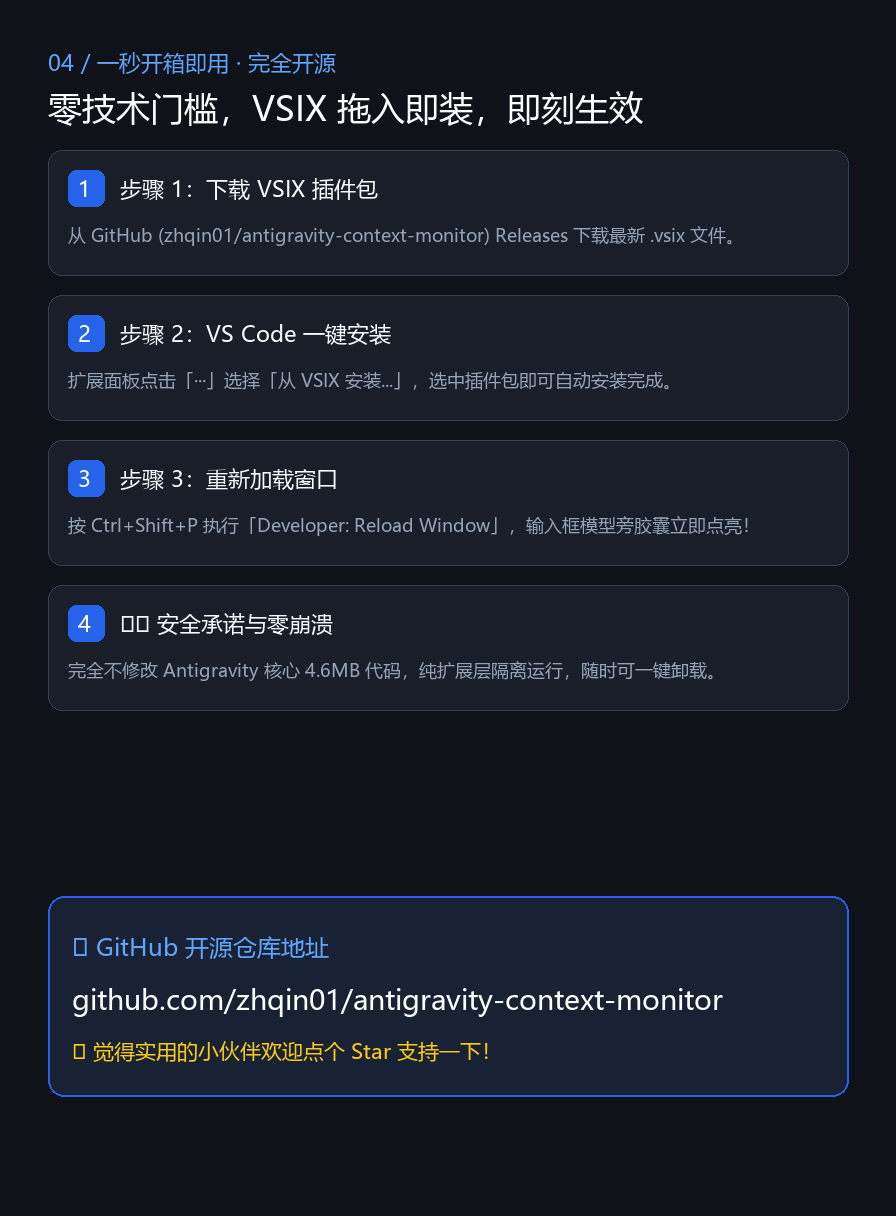 04 / 一秒开箱即用 · 完全开源
零技术门槛，VSIX 拖入即装，即刻生效
1 步骤 1：下载 VSIX 插件包
从 GitHub (zhqin01/antigravity-context-monitor) Releases 下载最新 .vsix 文件。
2 步骤 2：VS Code 一键安装
扩展面板点击「···」选择「从 VSIX 安装...」，选中插件包即可自动安装完成。
3 步骤 3：重新加载窗口
按 Ctrl+Shift+P 执行「Developer: Reload Window」，输入框模型旁胶囊立即点亮！
4 安全承诺与零崩溃
完全不修改 Antigravity 核心 4.6MB 代码，纯扩展层隔离运行，随时可一键卸载。
GitHub 开源仓库地址
github.com/zhqin01/antigravity-context-monitor
觉得实用的小伙伴欢迎点个 Star 支持一下！